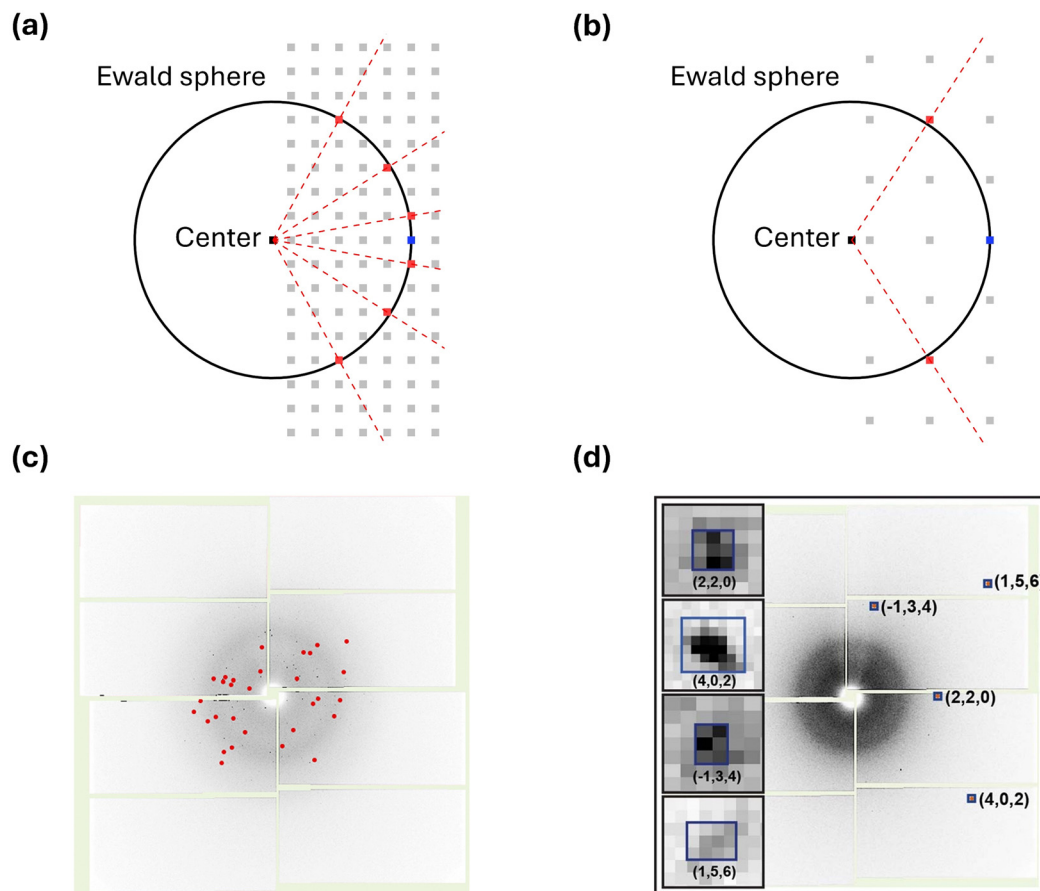 (a)
Ewald sphere
Center
(b)
Ewald sphere
Center
(c)
(d)
(2,2,0)
(4,0,2)
(-1,3,4)
(1,5,6)
(1,5,6
(-1,3,4)
(2,2,0)
(4,0,2)